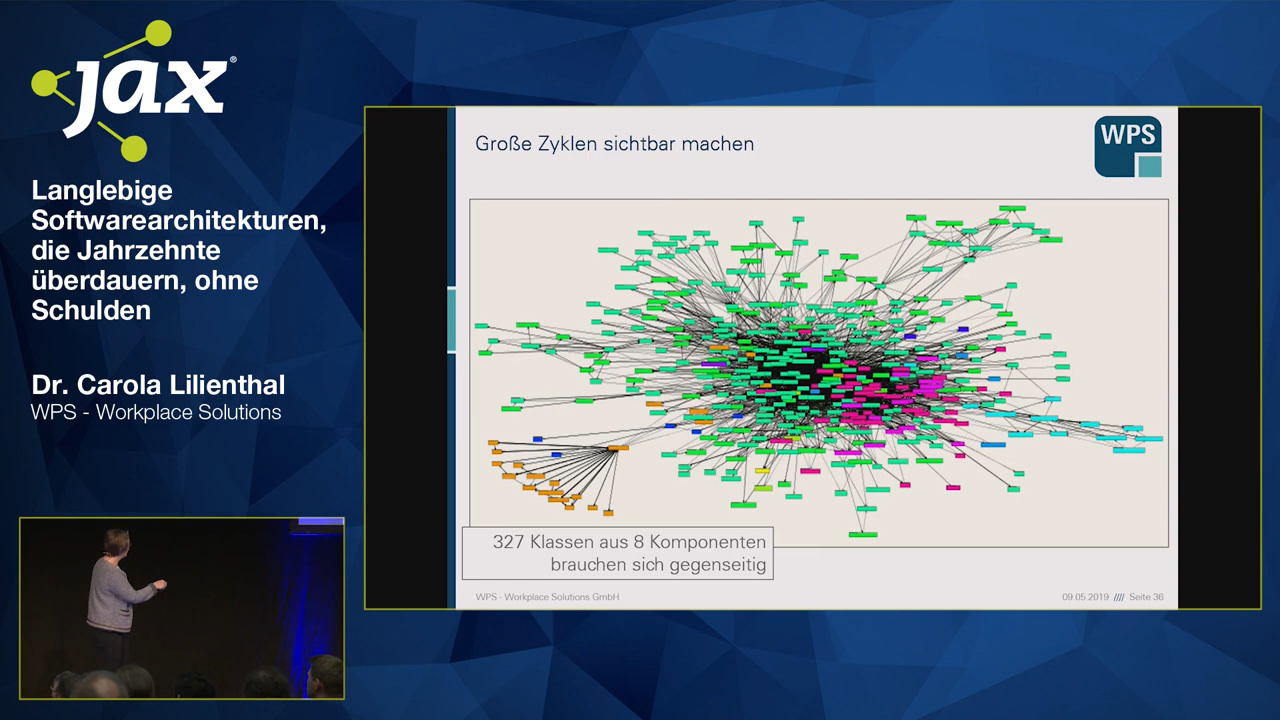 jax®
Langlebige
Softwarearchitekturen,
die Jahrzehnte
überdauern, ohne
Schulden
Dr. Carola Lilienthal
WPS - Workplace Solutions
Große Zyklen sichtbar machen
WPS
327 Klassen aus 8 Komponenten
brauchen sich gegenseitig
WPS - Workplace Solutions GmbH
09.05.2019 //// Seite 36